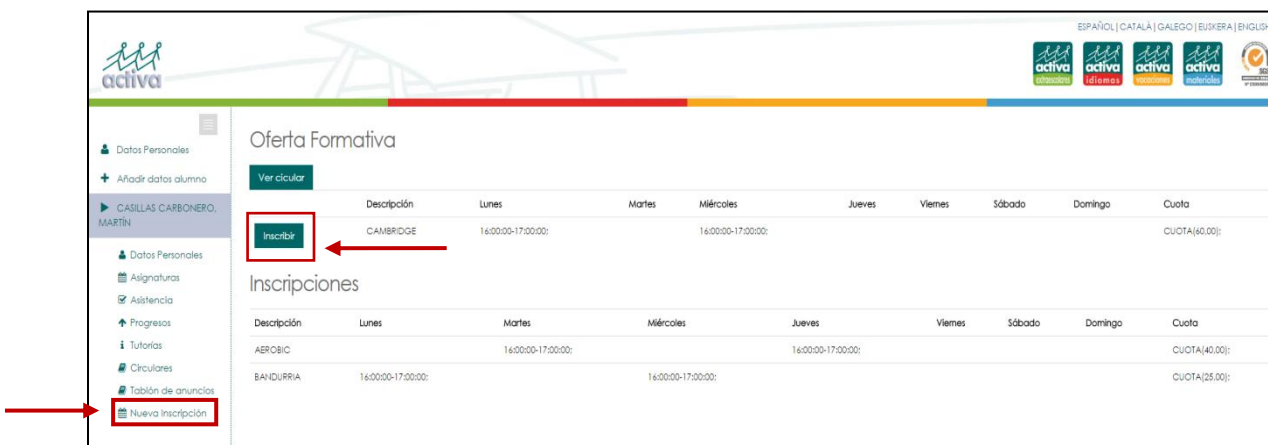 ESPAÑOL | CATALÀ | GALEGO | EUSKERA | ENGLISH
activa
activa extraescolares
activa idiomas
activa vacaciones
activa materiales
Datos Personales
Añadir datos alumno
CASILLAS CARBONERO,
MARTÍN
Datos Personales
Asignaturas
Asistencia
Progresos
Tutorías
Circulares
Tablón de anuncios
Nueva Inscripción
Oferta Formativa
Ver cicular
Descripción Lunes Martes Miércoles Jueves Viernes Sábado Domingo Cuota
Inscribir CAMBRIDGE 16:00:00-17:00:00; 16:00:00-17:00:00; CUOTA(60,00);
Inscripciones
Descripción Lunes Martes Miércoles Jueves Viernes Sábado Domingo Cuota
AEROBIC 16:00:00-17:00:00; 16:00:00-17:00:00; CUOTA(40,00);
BANDURRIA 16:00:00-17:00:00; 16:00:00-17:00:00; CUOTA(25,00);